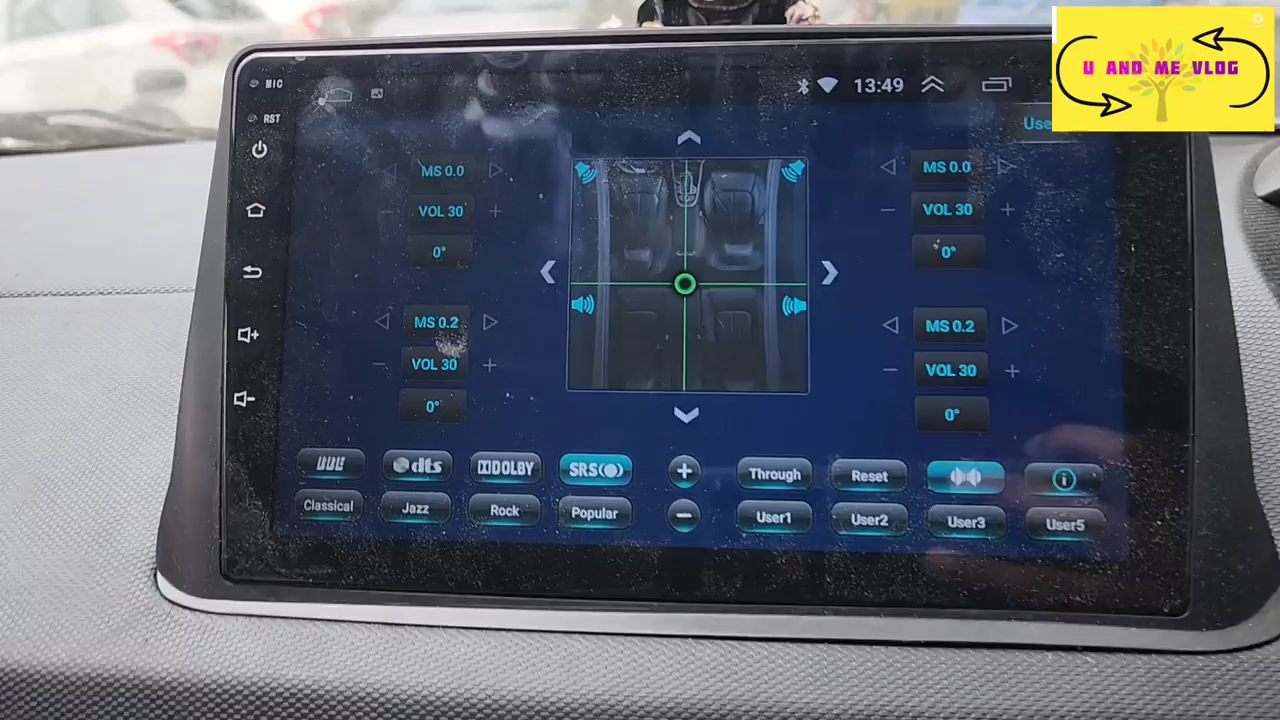 U AND ME VLOG
MIC
13:49
RST
Use
MS 0.0
VOL 30
0°
MS 0.0
VOL 30
0°
MS 0.2
VOL 30
0°
MS 0.2
VOL 30
0°
dts
DOLBY
SRS
Through
Reset
Classical
Jazz
Rock
Popular
User1
User2
User3
User5